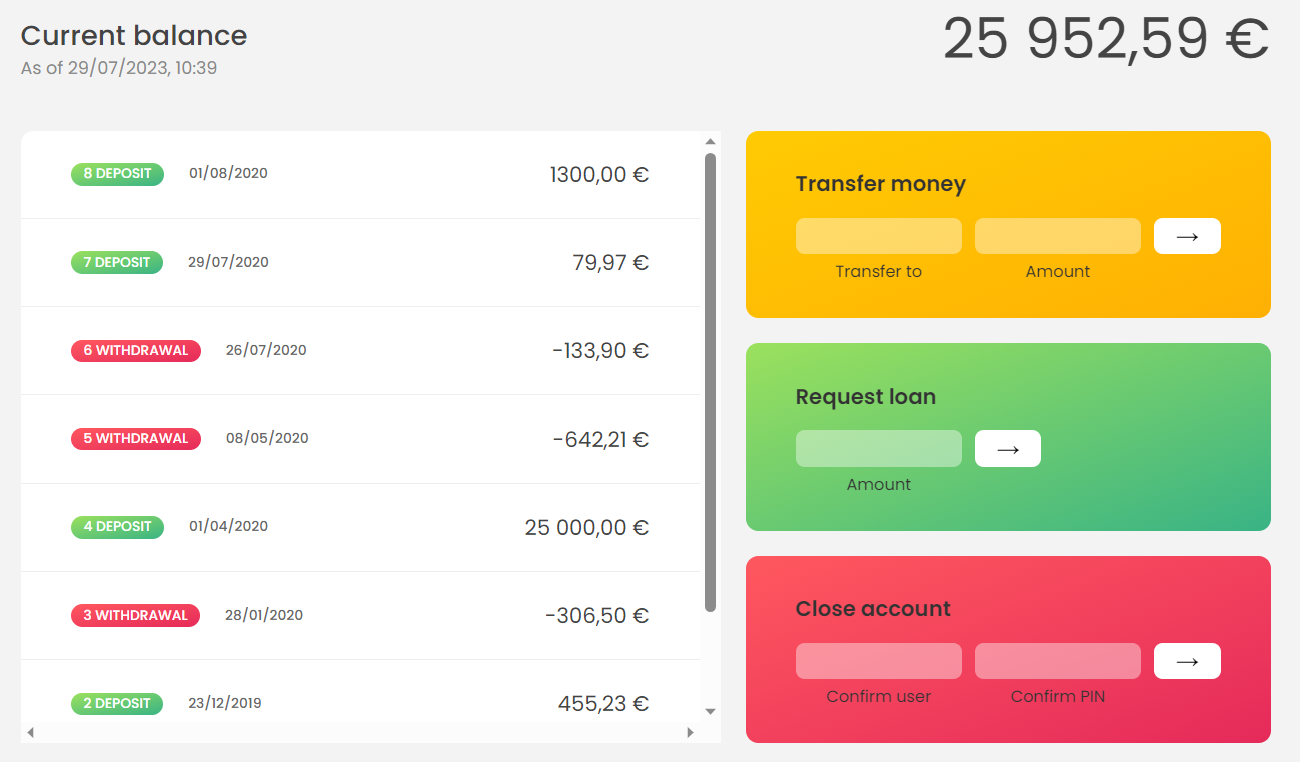 Current balance
25 952,59 €
As of 29/07/2023, 10:39
8 DEPOSIT 01/08/2020 1300,00 €
7 DEPOSIT 29/07/2020 79,97 €
6 WITHDRAWAL 26/07/2020 -133,90 €
5 WITHDRAWAL 08/05/2020 -642,21 €
4 DEPOSIT 01/04/2020 25 000,00 €
3 WITHDRAWAL 28/01/2020 -306,50 €
2 DEPOSIT 23/12/2019 455,23 €
Transfer money
→
Transfer to Amount
Request loan
→
Amount
Close account
→
Confirm user Confirm PIN